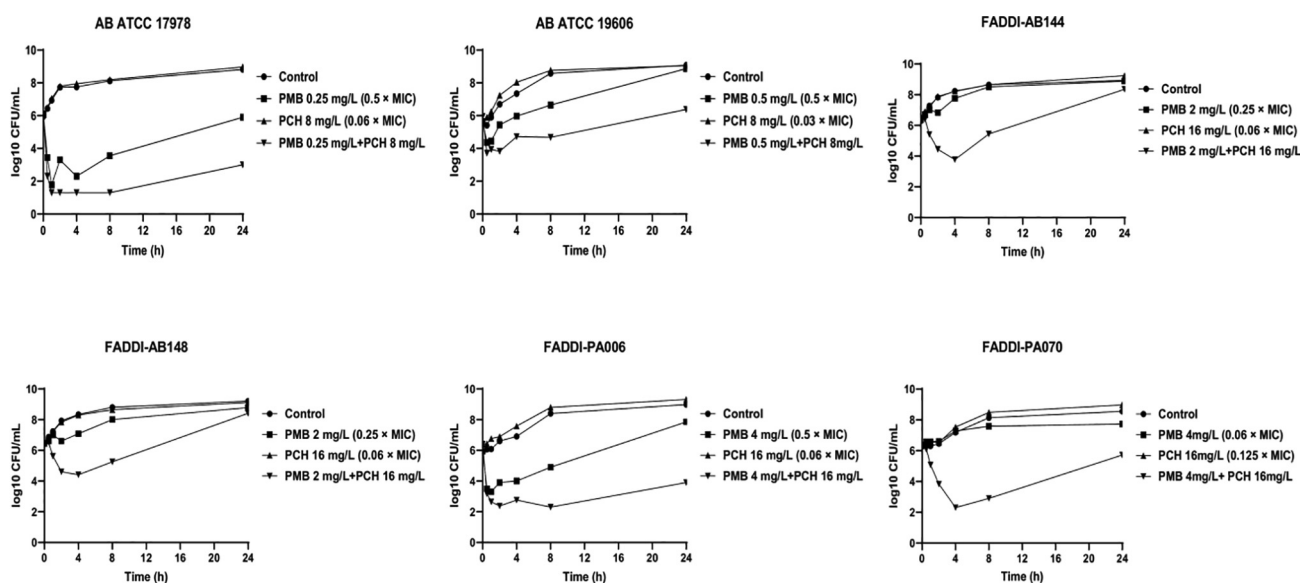 AB ATCC 17978
log10 CFU/mL
10
8
6
4
2
0
0 4 8 12 16 20 24
Time (h)
Control
PMB 0.25 mg/L (0.5 × MIC)
PCH 8 mg/L (0.06 × MIC)
PMB 0.25 mg/L+PCH 8 mg/L
AB ATCC 19606
log10 CFU/mL
10
8
6
4
2
0
0 4 8 12 16 20 24
Time (h)
Control
PMB 0.5 mg/L (0.5 × MIC)
PCH 8 mg/L (0.03 × MIC)
PMB 0.5 mg/L+PCH 8mg/L
FADDI-AB144
log10 CFU/mL
10
8
6
4
2
0
0 4 8 12 16 20 24
Time (h)
Control
PMB 2 mg/L (0.25 × MIC)
PCH 16 mg/L (0.06 × MIC)
PMB 2 mg/L+PCH 16 mg/L
FADDI-AB148
log10 CFU/mL
10
8
6
4
2
0
0 4 8 12 16 20 24
Time (h)
Control
PMB 2 mg/L (0.25 × MIC)
PCH 16 mg/L (0.06 × MIC)
PMB 2 mg/L+PCH 16 mg/L
FADDI-PA006
log10 CFU/mL
10
8
6
4
2
0
0 4 8 12 16 20 24
Time (h)
Control
PMB 4 mg/L (0.5 × MIC)
PCH 16 mg/L (0.06 × MIC)
PMB 4 mg/L+PCH 16 mg/L
FADDI-PA070
log10 CFU/mL
10
8
6
4
2
0
0 4 8 12 16 20 24
Time (h)
Control
PMB 4mg/L (0.06 × MIC)
PCH 16mg/L (0.125 × MIC)
PMB 4mg/L+ PCH 16mg/L